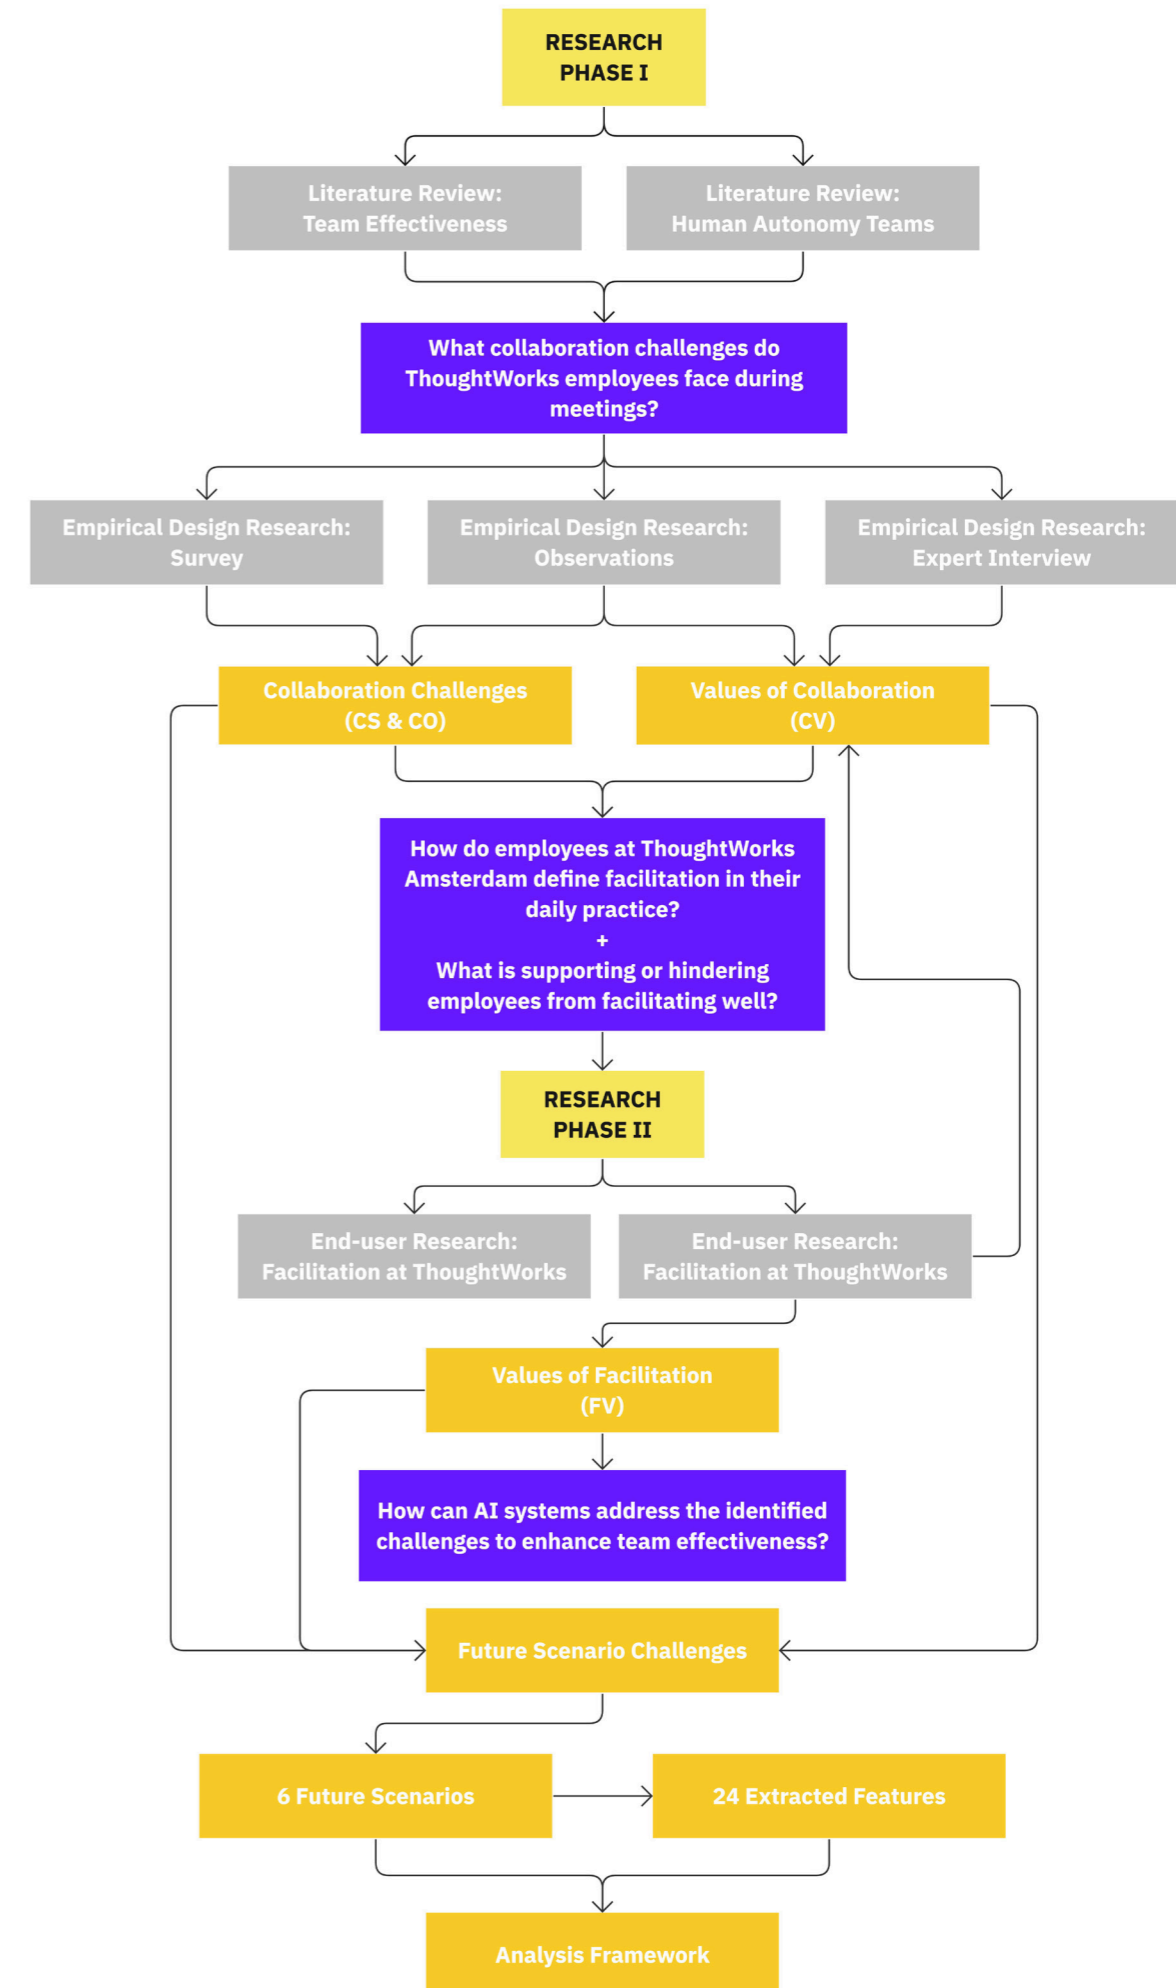 RESEARCH
PHASE I
Literature Review:
Team Effectiveness
Literature Review:
Human Autonomy Teams
What collaboration challenges do
ThoughtWorks employees face during
meetings?
Empirical Design Research:
Survey
Empirical Design Research:
Observations
Empirical Design Research:
Expert Interview
Collaboration Challenges
(CS & CO)
Values of Collaboration
(CV)
How do employees at ThoughtWorks
Amsterdam define facilitation in their
daily practice?
+
What is supporting or hindering
employees from facilitating well?
RESEARCH
PHASE II
End-user Research:
Facilitation at ThoughtWorks
End-user Research:
Facilitation at ThoughtWorks
Values of Facilitation
(FV)
How can AI systems address the identified
challenges to enhance team effectiveness?
Future Scenario Challenges
6 Future Scenarios
24 Extracted Features
Analysis Framework